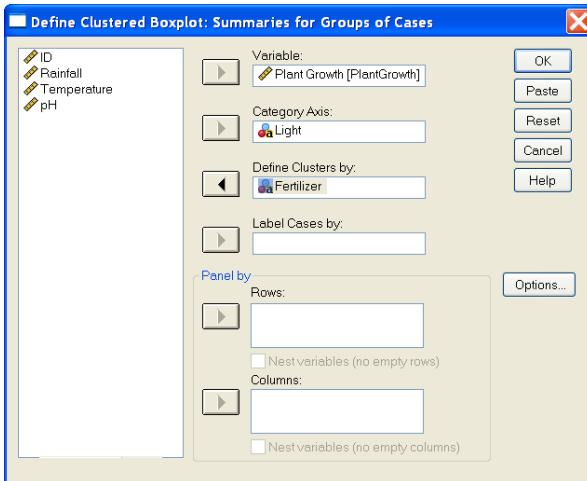 Define Clustered Boxplot: Summaries for Groups of Cases
ID
Rainfall
Temperature
pH
Variable:
Plant Growth [PlantGrowth]
Category Axis:
Light
Define Clusters by:
Fertilizer
Label Cases by:
Panel by
Rows:
Nest variables (no empty rows)
Columns:
Nest variables (no empty columns)
OK
Paste
Reset
Cancel
Help
Options...